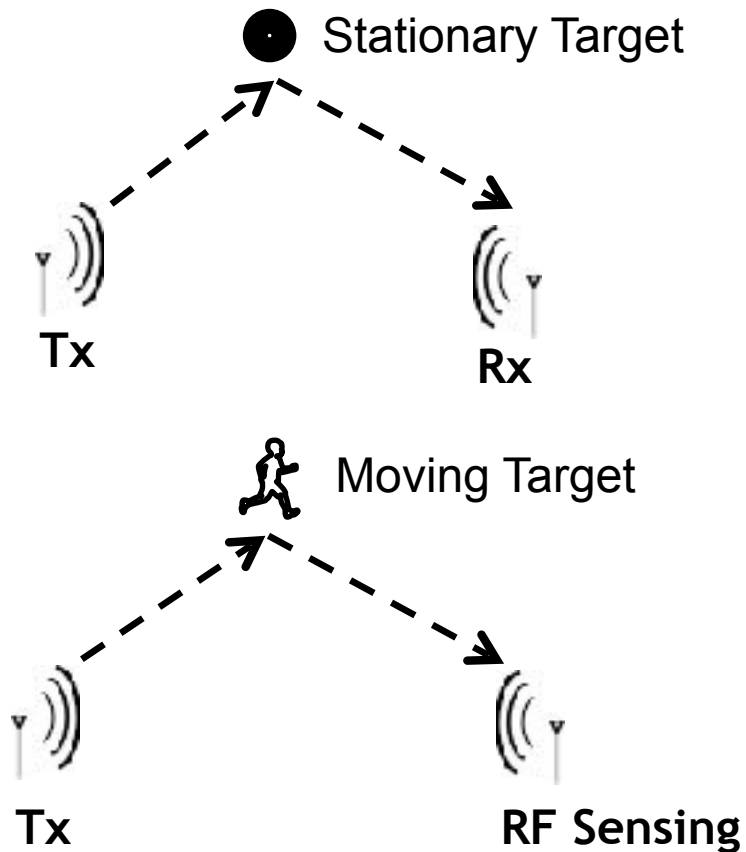 Stationary Target
Tx
Rx
Moving Target
Tx
RF Sensing